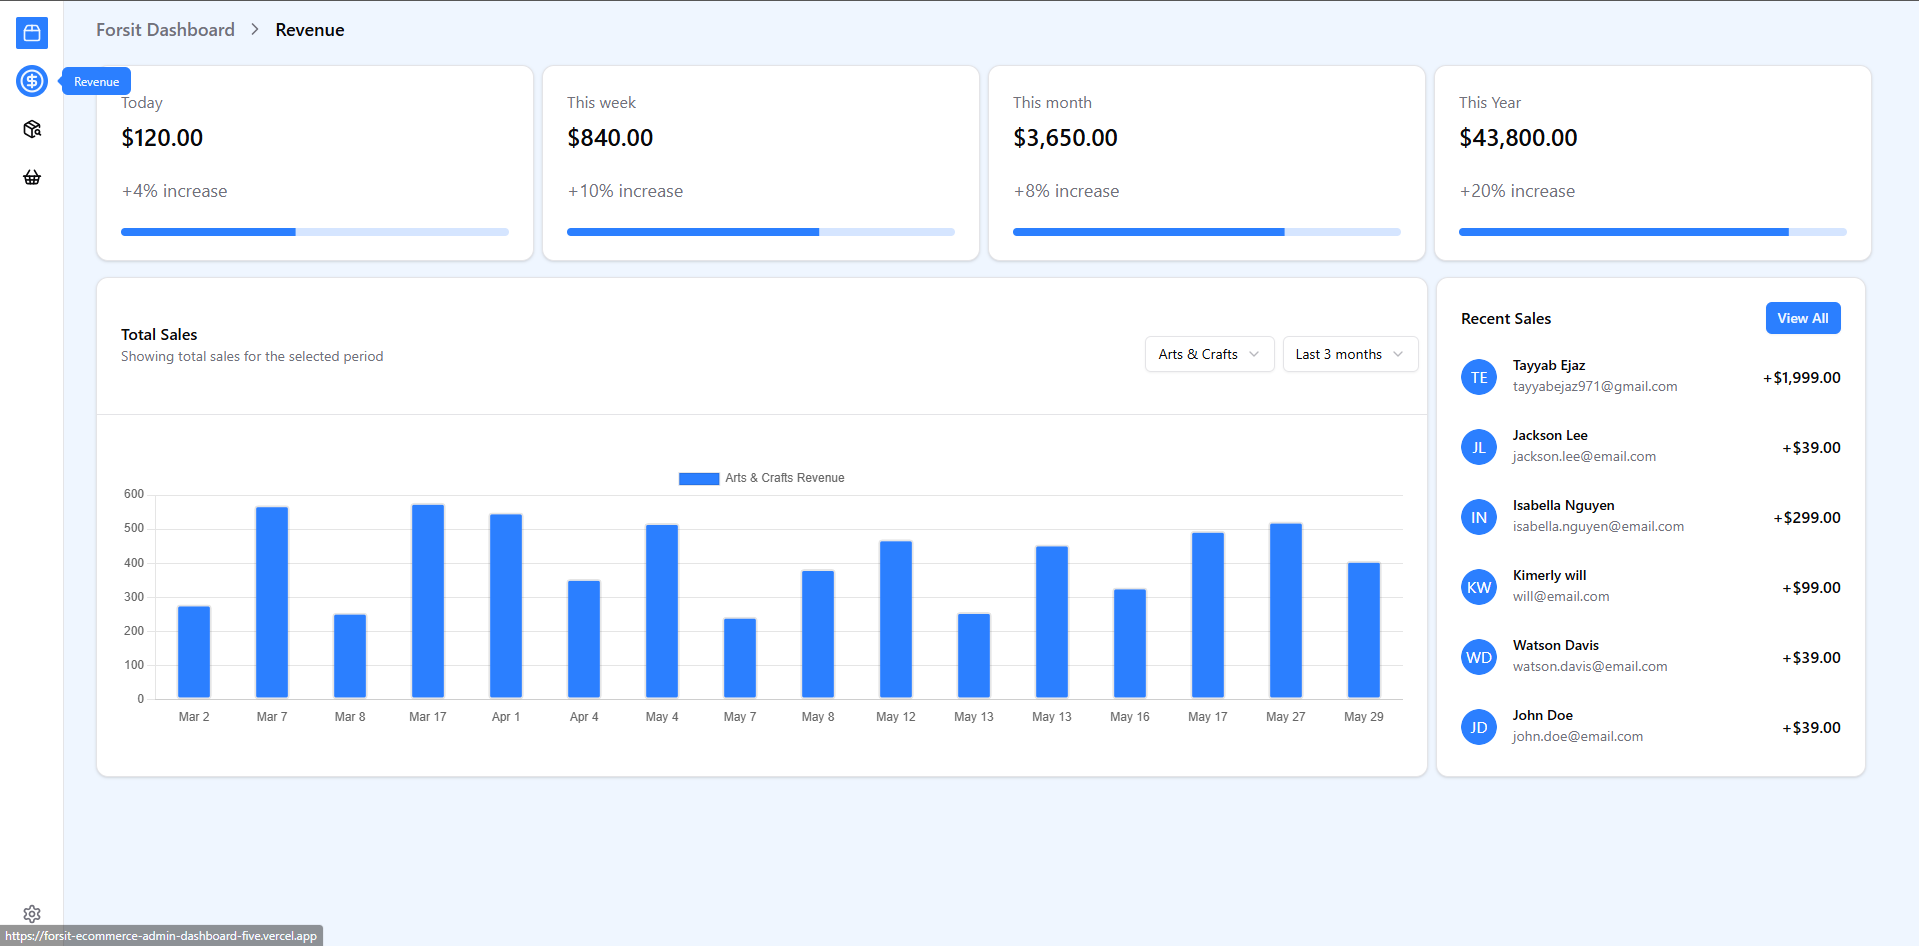 Forsit Dashboard > Revenue
Revenue
Today
$120.00
+4% increase
This week
$840.00
+10% increase
This month
$3,650.00
+8% increase
This Year
$43,800.00
+20% increase
Total Sales
Showing total sales for the selected period
Arts & Crafts
Last 3 months
Arts & Crafts Revenue
600
500
400
300
200
100
0
Mar 2 Mar 7 Mar 8 Mar 17 Apr 1 Apr 4 May 4 May 7 May 8 May 12 May 13 May 13 May 16 May 17 May 27 May 29
Recent Sales
View All
TE
Tayyab Ejaz
tayyabejaz971@gmail.com
+$1,999.00
JL
Jackson Lee
jackson.lee@email.com
+$39.00
IN
Isabella Nguyen
isabella.nguyen@email.com
+$299.00
KW
Kimerly will
will@email.com
+$99.00
WD
Watson Davis
watson.davis@email.com
+$39.00
JD
John Doe
john.doe@email.com
+$39.00
https://forsit-ecommerce-admin-dashboard-five.vercel.app